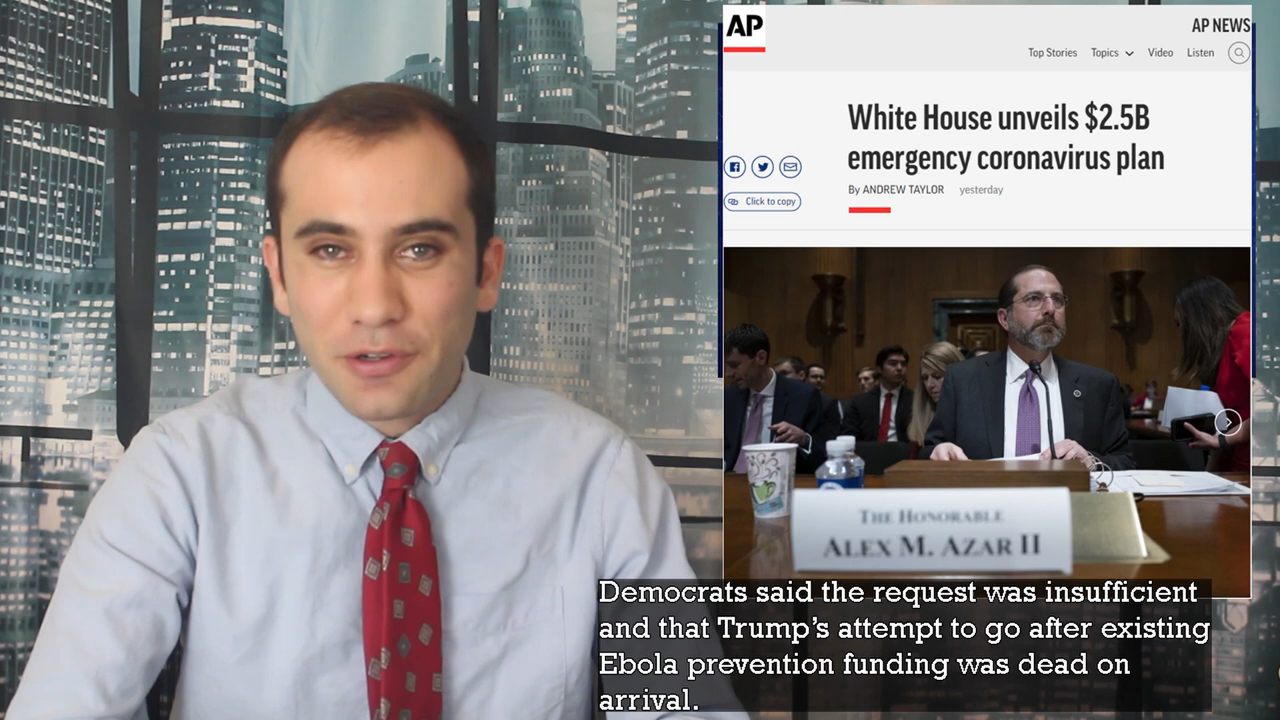 AP
AP NEWS
Top Stories Topics Video Listen
White House unveils $2.5B
emergency coronavirus plan
By ANDREW TAYLOR yesterday
Click to copy
THE HONORABLE
ALEX M. AZAR II
Democrats said the request was insufficient
and that Trump’s attempt to go after existing
Ebola prevention funding was dead on
arrival.